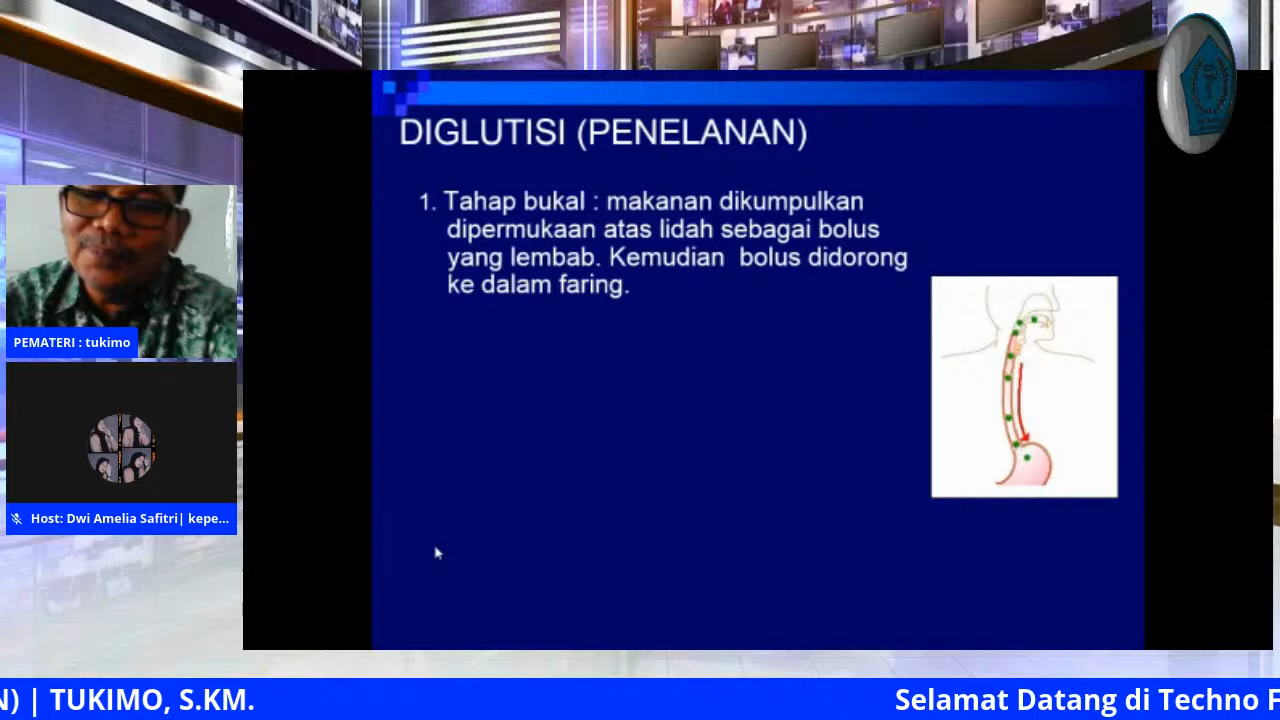 DIGLUTISI (PENELANAN)
1. Tahap bukal : makanan dikumpulkan
dipermukaan atas lidah sebagai bolus
yang lembab. Kemudian bolus didorong
ke dalam faring.
PEMATERI : tukimo
Host: Dwi Amelia Safitri| kepe...
N) | TUKIMO, S.KM.
Selamat Datang di Techno F